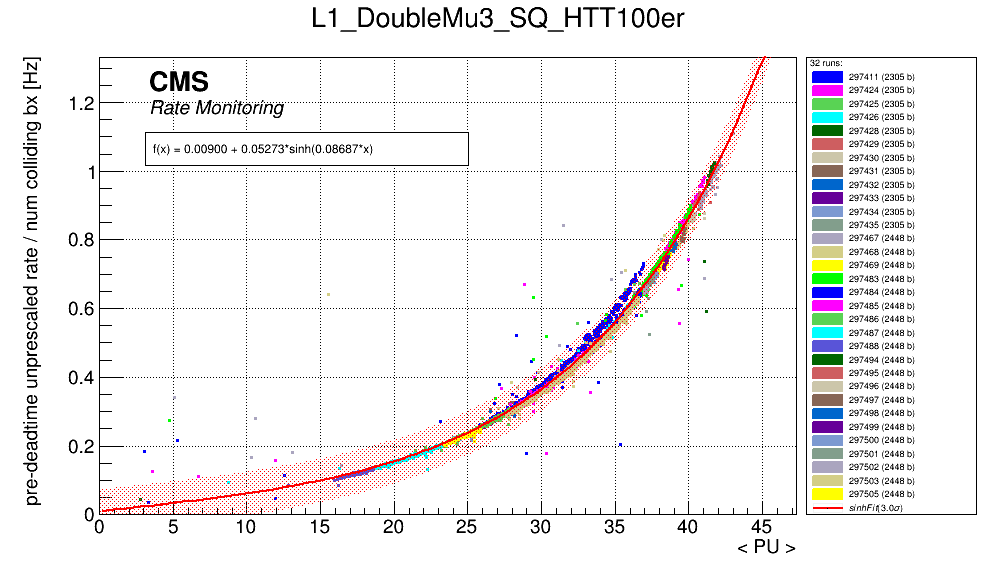 L1_DoubleMu3_SQ_HTT100er
pre-deadtime unprescaled rate / num colliding bx [Hz]
CMS
Rate Monitoring
f(x) = 0.00900 + 0.05273*sinh(0.08687*x)
1.2
1
0.8
0.6
0.4
0.2
0
0 5 10 15 20 25 30 35 40 45
< PU >
32 runs:
297411 (2305 b)
297424 (2305 b)
297425 (2305 b)
297426 (2305 b)
297428 (2305 b)
297429 (2305 b)
297430 (2305 b)
297431 (2305 b)
297432 (2305 b)
297433 (2305 b)
297434 (2305 b)
297435 (2305 b)
297467 (2448 b)
297468 (2448 b)
297469 (2448 b)
297483 (2448 b)
297484 (2448 b)
297485 (2448 b)
297486 (2448 b)
297487 (2448 b)
297488 (2448 b)
297494 (2448 b)
297495 (2448 b)
297496 (2448 b)
297497 (2448 b)
297498 (2448 b)
297499 (2448 b)
297500 (2448 b)
297501 (2448 b)
297502 (2448 b)
297503 (2448 b)
297505 (2448 b)
sinhFit(3.0σ)